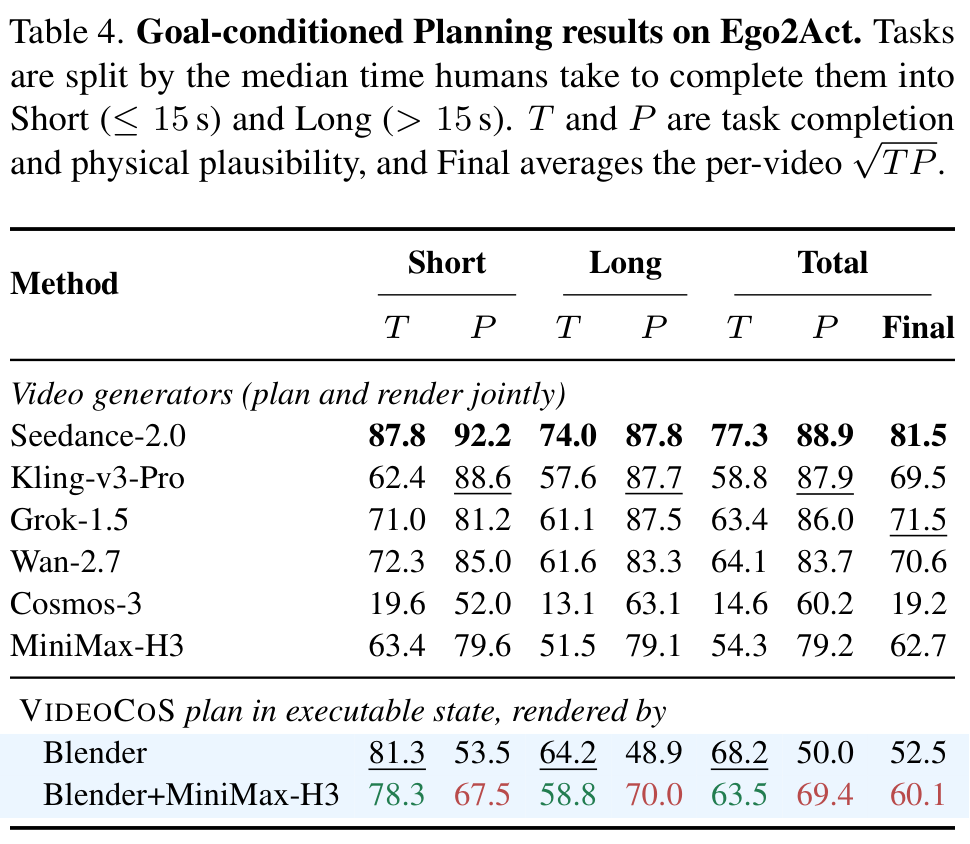 Table 4. Goal-conditioned Planning results on Ego2Act. Tasks
are split by the median time humans take to complete them into
Short (≤ 15 s) and Long (> 15 s). T and P are task completion
and physical plausibility, and Final averages the per-video √TP.
Method Short Long Total
T P T P T P Final
Video generators (plan and render jointly)
Seedance-2.0 87.8 92.2 74.0 87.8 77.3 88.9 81.5
Kling-v3-Pro 62.4 88.6 57.6 87.7 58.8 87.9 69.5
Grok-1.5 71.0 81.2 61.1 87.5 63.4 86.0 71.5
Wan-2.7 72.3 85.0 61.6 83.3 64.1 83.7 70.6
Cosmos-3 19.6 52.0 13.1 63.1 14.6 60.2 19.2
MiniMax-H3 63.4 79.6 51.5 79.1 54.3 79.2 62.7
VIDEOCOS plan in executable state, rendered by
Blender 81.3 53.5 64.2 48.9 68.2 50.0 52.5
Blender+MiniMax-H3 78.3 67.5 58.8 70.0 63.5 69.4 60.1